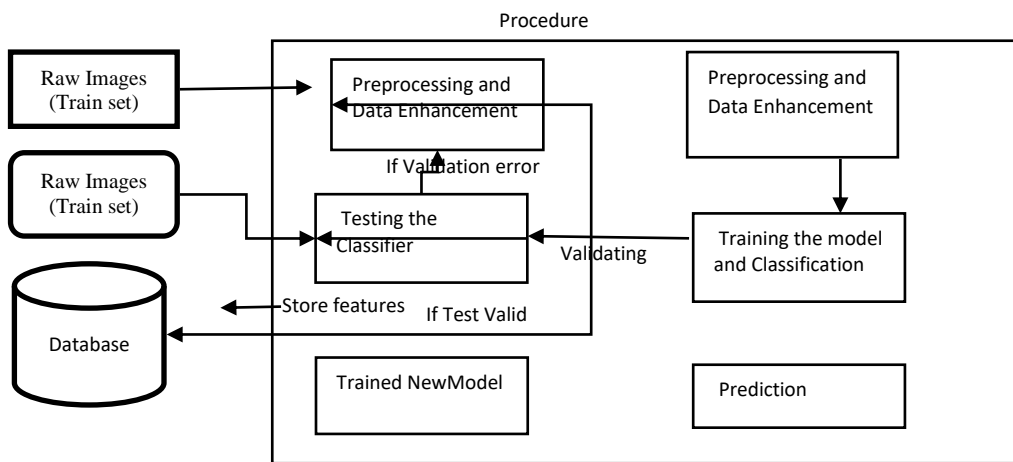 Procedure
Raw Images
(Train set)
Preprocessing and
Data Enhancement
Preprocessing and
Data Enhancement
If Validation error
Raw Images
(Train set)
Testing the
Classifier
Validating
Training the model
and Classification
Store features
If Test Valid
Database
Trained NewModel
Prediction